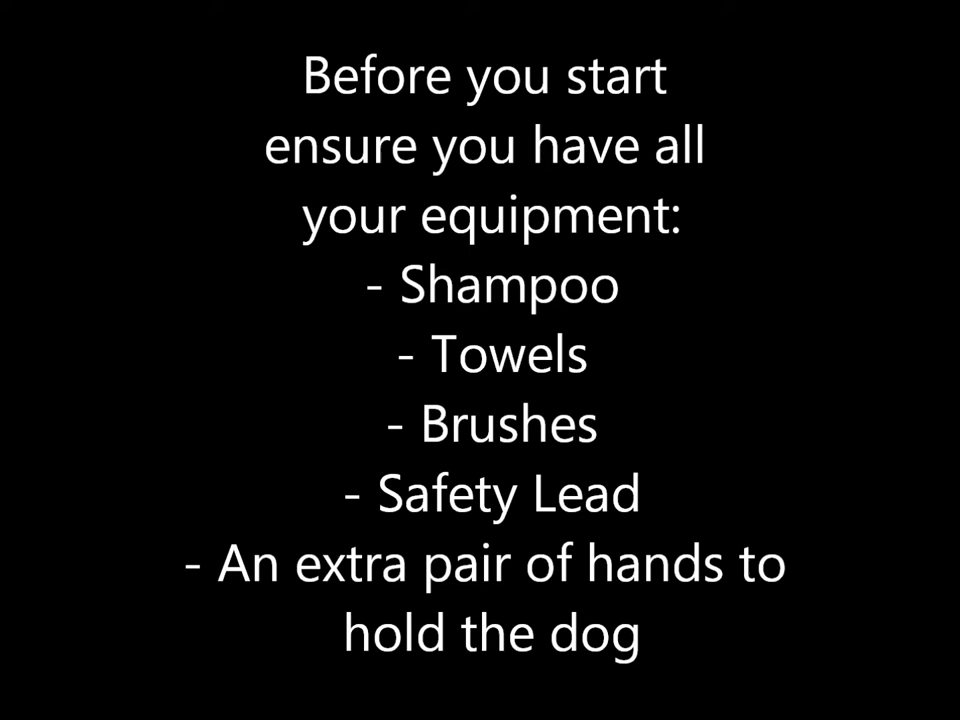 Before you start
ensure you have all
your equipment:
- Shampoo
- Towels
- Brushes
- Safety Lead
- An extra pair of hands to
hold the dog